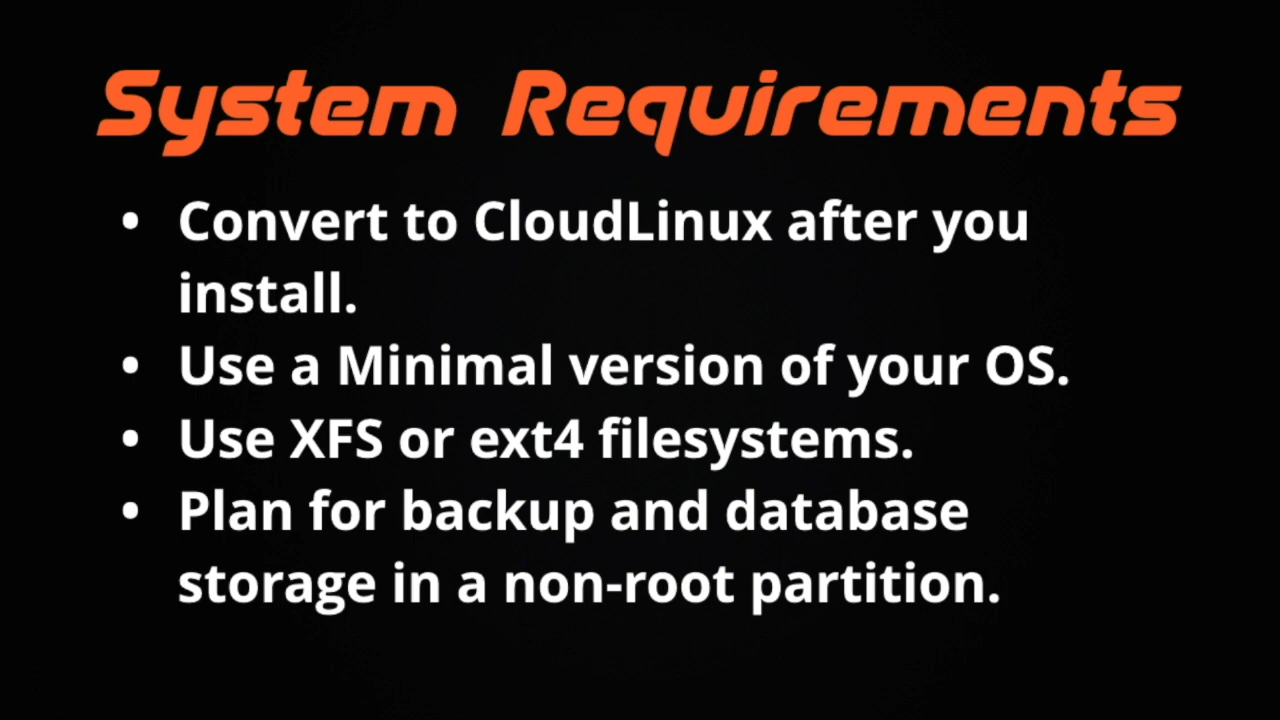 System Requirements
• Convert to CloudLinux after you
install.
• Use a Minimal version of your OS.
• Use XFS or ext4 filesystems.
• Plan for backup and database
storage in a non-root partition.